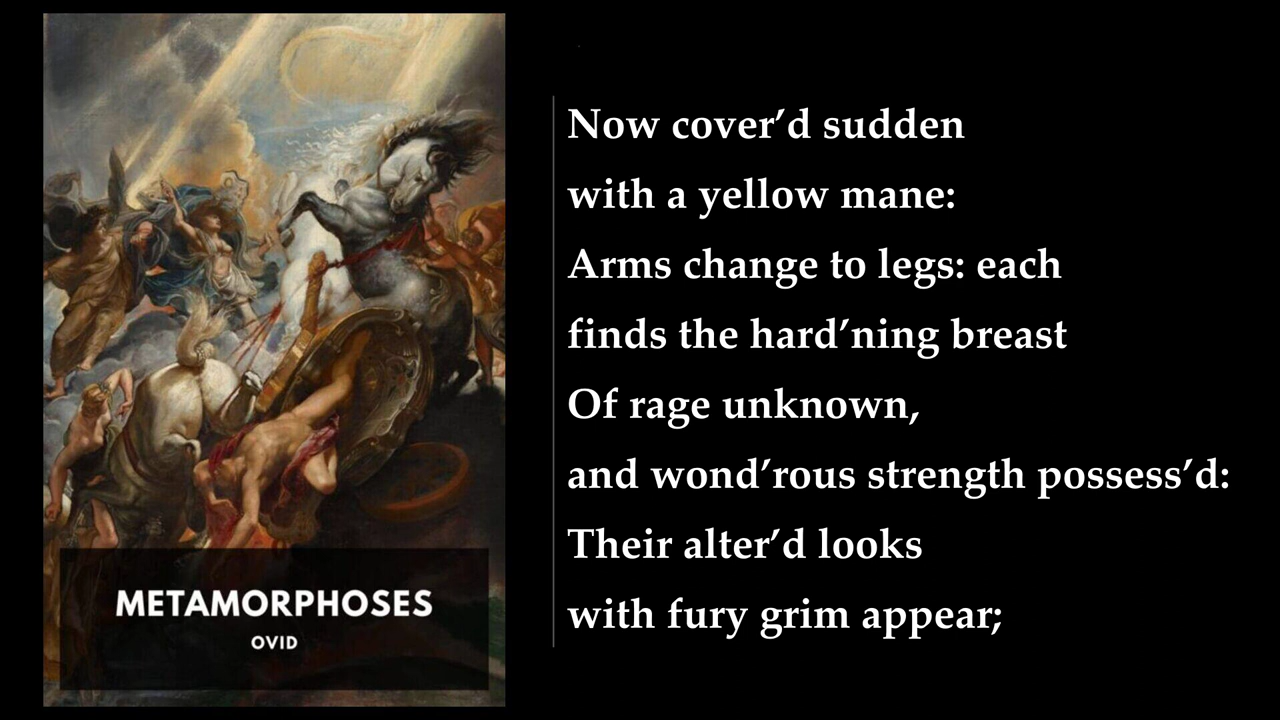 METAMORPHOSES
OVID
Now cover’d sudden
with a yellow mane:
Arms change to legs: each
finds the hard’ning breast
Of rage unknown,
and wond’rous strength possess’d:
Their alter’d looks
with fury grim appear;